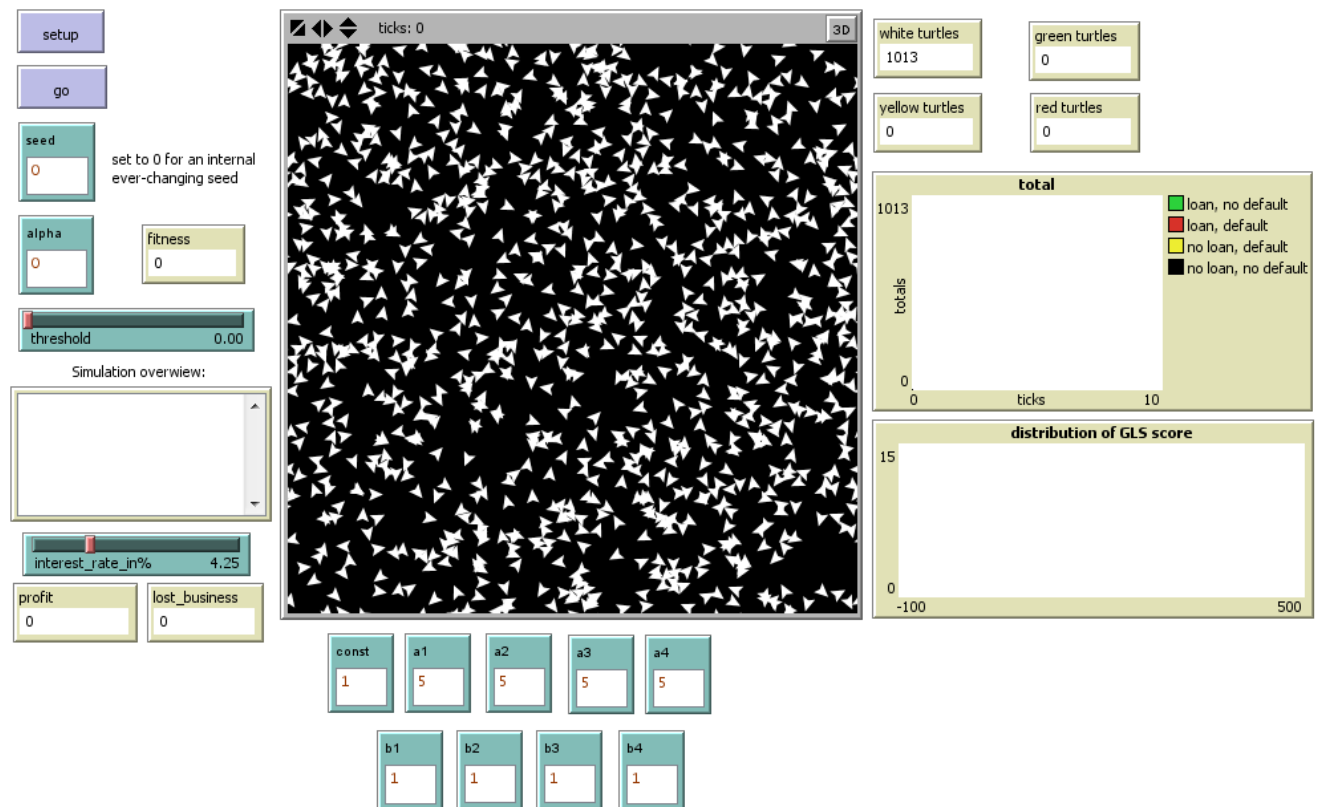 setup
go
seed
0
set to 0 for an internal
ever-changing seed
alpha
0
fitness
0
threshold 0.00
Simulation overwiew:
interest_rate_in% 4.25
profit
0
lost_business
0
ticks: 0
3D
const
1
a1
5
a2
5
a3
5
a4
5
b1
1
b2
1
b3
1
b4
1
white turtles
1013
green turtles
0
yellow turtles
0
red turtles
0
total
1013
totals
0
0 ticks 10
loan, no default
loan, default
no loan, default
no loan, no default
distribution of GLS score
15
0
-100 500